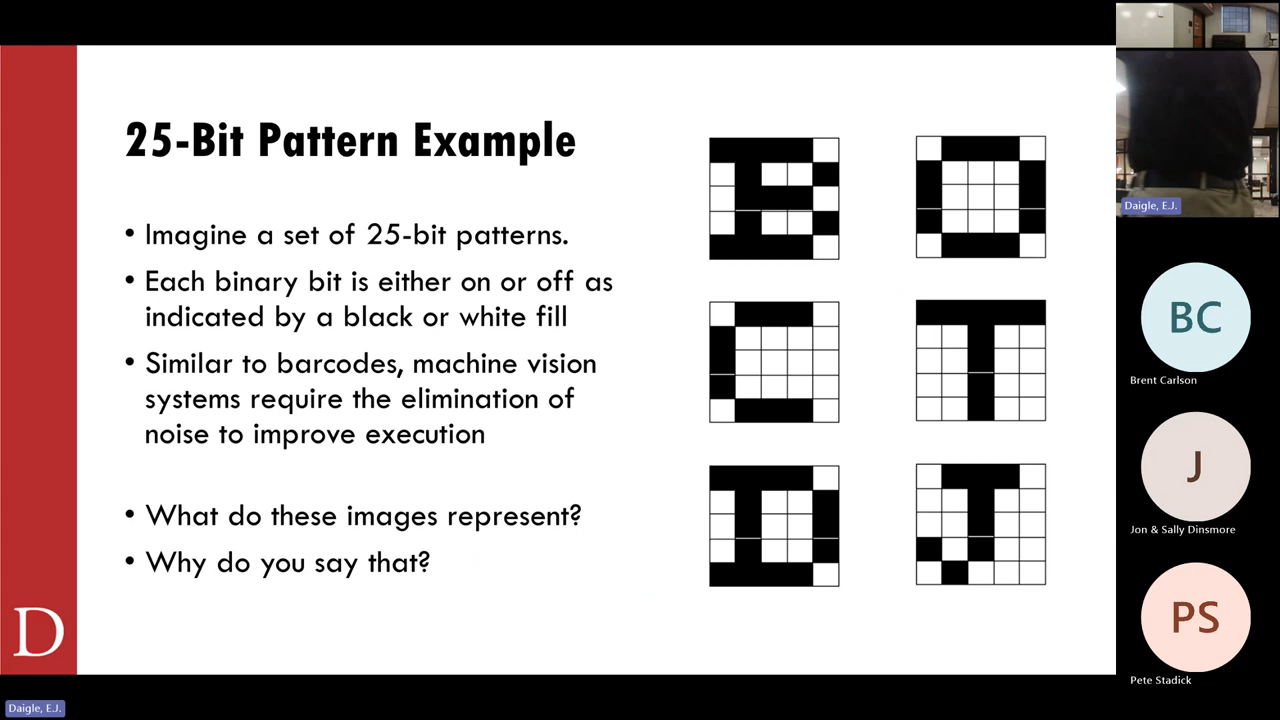 25-Bit Pattern Example
• Imagine a set of 25-bit patterns.
• Each binary bit is either on or off as
indicated by a black or white fill
• Similar to barcodes, machine vision
systems require the elimination of
noise to improve execution
• What do these images represent?
• Why do you say that?
B O
C T
D J
D
Daigle, E.J.
Daigle, E.J.
BC
Brent Carlson
J
Jon & Sally Dinsmore
PS
Pete Stadick